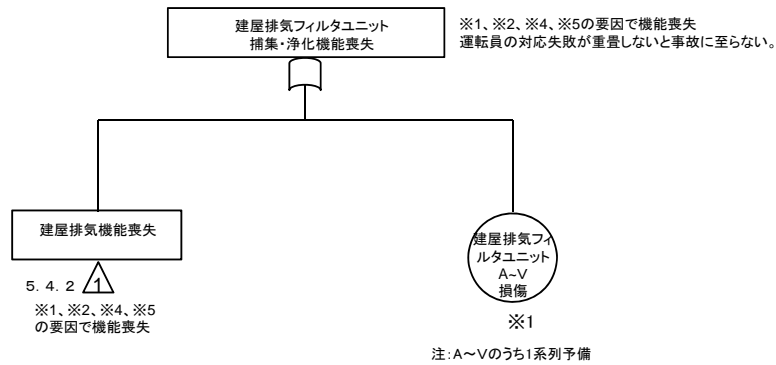 建屋排気フィルタユニット
捕集・浄化機能喪失
※1、※2、※4、※5の要因で機能喪失
運転員の対応失敗が重畳しないと事故に至らない。
建屋排気機能喪失
5．4．2 1
※1、※2、※4、※5
の要因で機能喪失
建屋排気フィ
ルタユニット
A~V
損傷
※1
注：A～Vのうち1系列予備